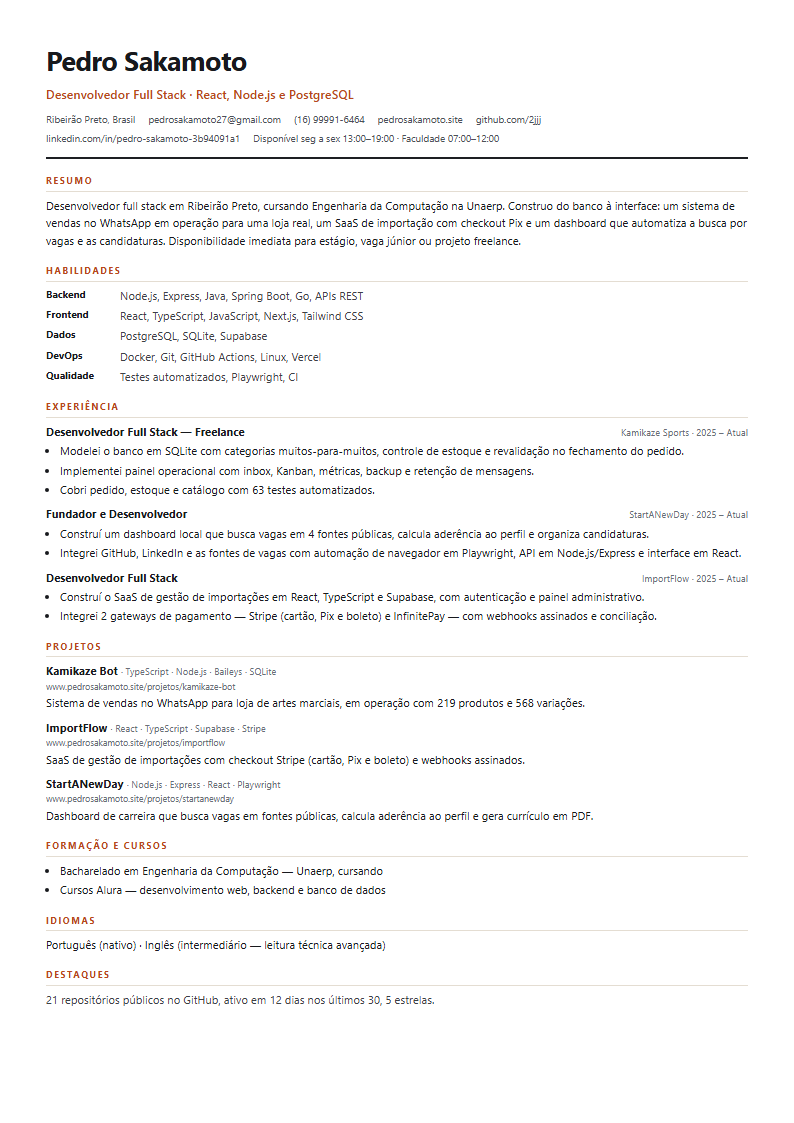 Pedro Sakamoto
Desenvolvedor Full Stack · React, Node.js e PostgreSQL
Ribeirão Preto, Brasil pedrosakamoto27@gmail.com (16) 99991-6464 pedrosakamoto.site github.com/2jjj
linkedin.com/in/pedro-sakamoto-3b94091a1 Disponível seg a sex 13:00–19:00 · Faculdade 07:00–12:00
RESUMO
Desenvolvedor full stack em Ribeirão Preto, cursando Engenharia da Computação na Unaerp. Construo do banco à interface: um sistema de
vendas no WhatsApp em operação para uma loja real, um SaaS de importação com checkout Pix e um dashboard que automatiza a busca por
vagas e as candidaturas. Disponibilidade imediata para estágio, vaga júnior ou projeto freelance.
HABILIDADES
Backend Node.js, Express, Java, Spring Boot, Go, APIs REST
Frontend React, TypeScript, JavaScript, Next.js, Tailwind CSS
Dados PostgreSQL, SQLite, Supabase
DevOps Docker, Git, GitHub Actions, Linux, Vercel
Qualidade Testes automatizados, Playwright, CI
EXPERIÊNCIA
Desenvolvedor Full Stack — Freelance Kamikaze Sports · 2025 – Atual
• Modelei o banco em SQLite com categorias muitos-para-muitos, controle de estoque e revalidação no fechamento do pedido.
• Implementei painel operacional com inbox, Kanban, métricas, backup e retenção de mensagens.
• Cobri pedido, estoque e catálogo com 63 testes automatizados.
Fundador e Desenvolvedor StartANewDay · 2025 – Atual
• Construí um dashboard local que busca vagas em 4 fontes públicas, calcula aderência ao perfil e organiza candidaturas.
• Integrei GitHub, LinkedIn e as fontes de vagas com automação de navegador em Playwright, API em Node.js/Express e interface em React.
Desenvolvedor Full Stack ImportFlow · 2025 – Atual
• Construí o SaaS de gestão de importações em React, TypeScript e Supabase, com autenticação e painel administrativo.
• Integrei 2 gateways de pagamento — Stripe (cartão, Pix e boleto) e InfinitePay — com webhooks assinados e conciliação.
PROJETOS
Kamikaze Bot · TypeScript · Node.js · Baileys · SQLite
www.pedrosakamoto.site/projetos/kamikaze-bot
Sistema de vendas no WhatsApp para loja de artes marciais, em operação com 219 produtos e 568 variações.
ImportFlow · React · TypeScript · Supabase · Stripe
www.pedrosakamoto.site/projetos/importflow
SaaS de gestão de importações com checkout Stripe (cartão, Pix e boleto) e webhooks assinados.
StartANewDay · Node.js · Express · React · Playwright
www.pedrosakamoto.site/projetos/startanewday
Dashboard de carreira que busca vagas em fontes públicas, calcula aderência ao perfil e gera currículo em PDF.
FORMAÇÃO E CURSOS
• Bacharelado em Engenharia da Computação — Unaerp, cursando
• Cursos Alura — desenvolvimento web, backend e banco de dados
IDIOMAS
Português (nativo) · Inglês (intermediário — leitura técnica avançada)
DESTAQUES
21 repositórios públicos no GitHub, ativo em 12 dias nos últimos 30, 5 estrelas.